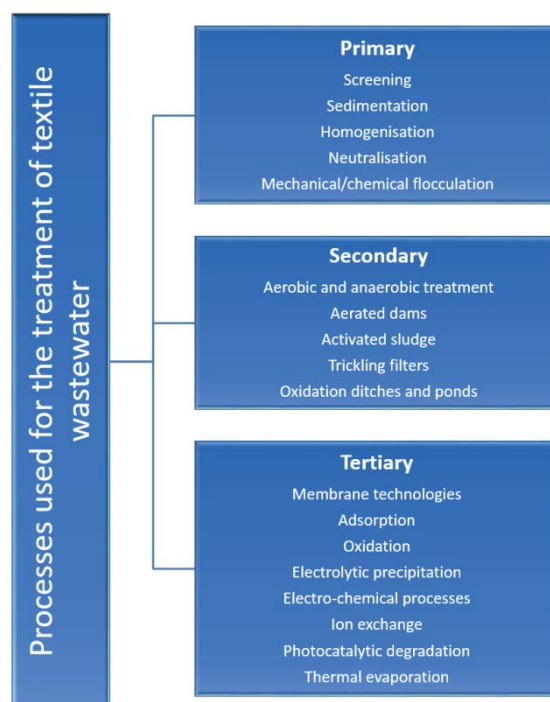 Processes used for the treatment of textile
wastewater
Primary
Screening
Sedimentation
Homogenisation
Neutralisation
Mechanical/chemical flocculation
Secondary
Aerobic and anaerobic treatment
Aerated dams
Activated sludge
Trickling filters
Oxidation ditches and ponds
Tertiary
Membrane technologies
Adsorption
Oxidation
Electrolytic precipitation
Electro-chemical processes
Ion exchange
Photocatalytic degradation
Thermal evaporation